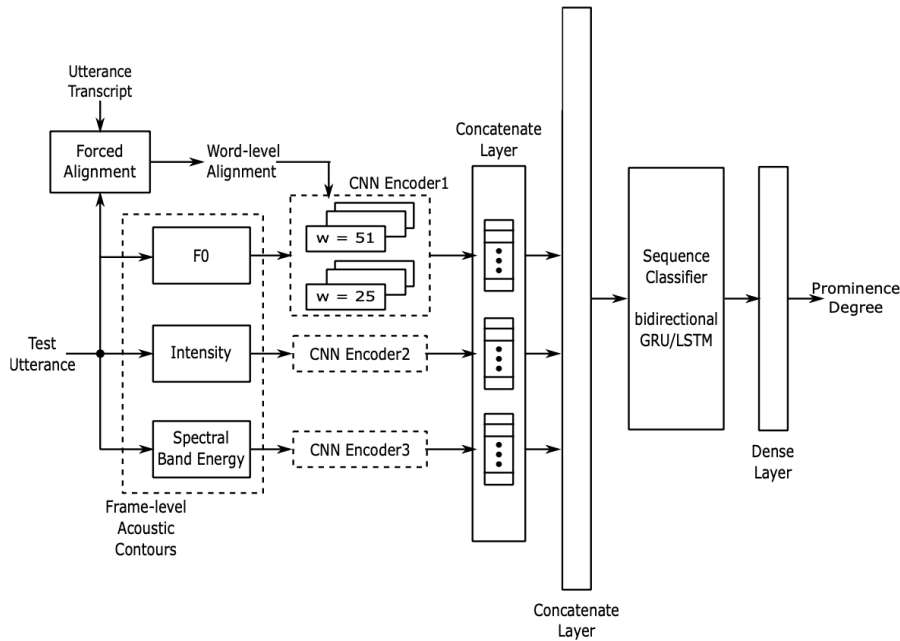 Utterance
Transcript
Forced
Alignment
Word-level
Alignment
CNN Encoder1
w = 51
w = 25
F0
Test
Utterance
Intensity
CNN Encoder2
Spectral
Band Energy
CNN Encoder3
Frame-level
Acoustic
Contours
Concatenate
Layer
Concatenate
Layer
Sequence
Classifier
bidirectional
GRU/LSTM
Dense
Layer
Prominence
Degree